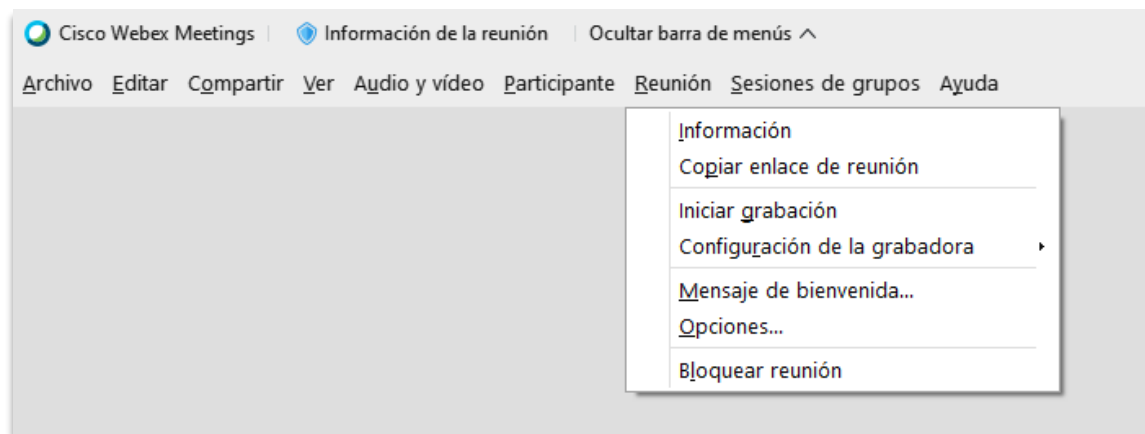 Cisco Webex Meetings Información de la reunión Ocultar barra de menús
Archivo Editar Compartir Ver Audio y vídeo Participante Reunión Sesiones de grupos Ayuda
Información
Copiar enlace de reunión
Iniciar grabación
Configuración de la grabadora
Mensaje de bienvenida...
Opciones...
Bloquear reunión